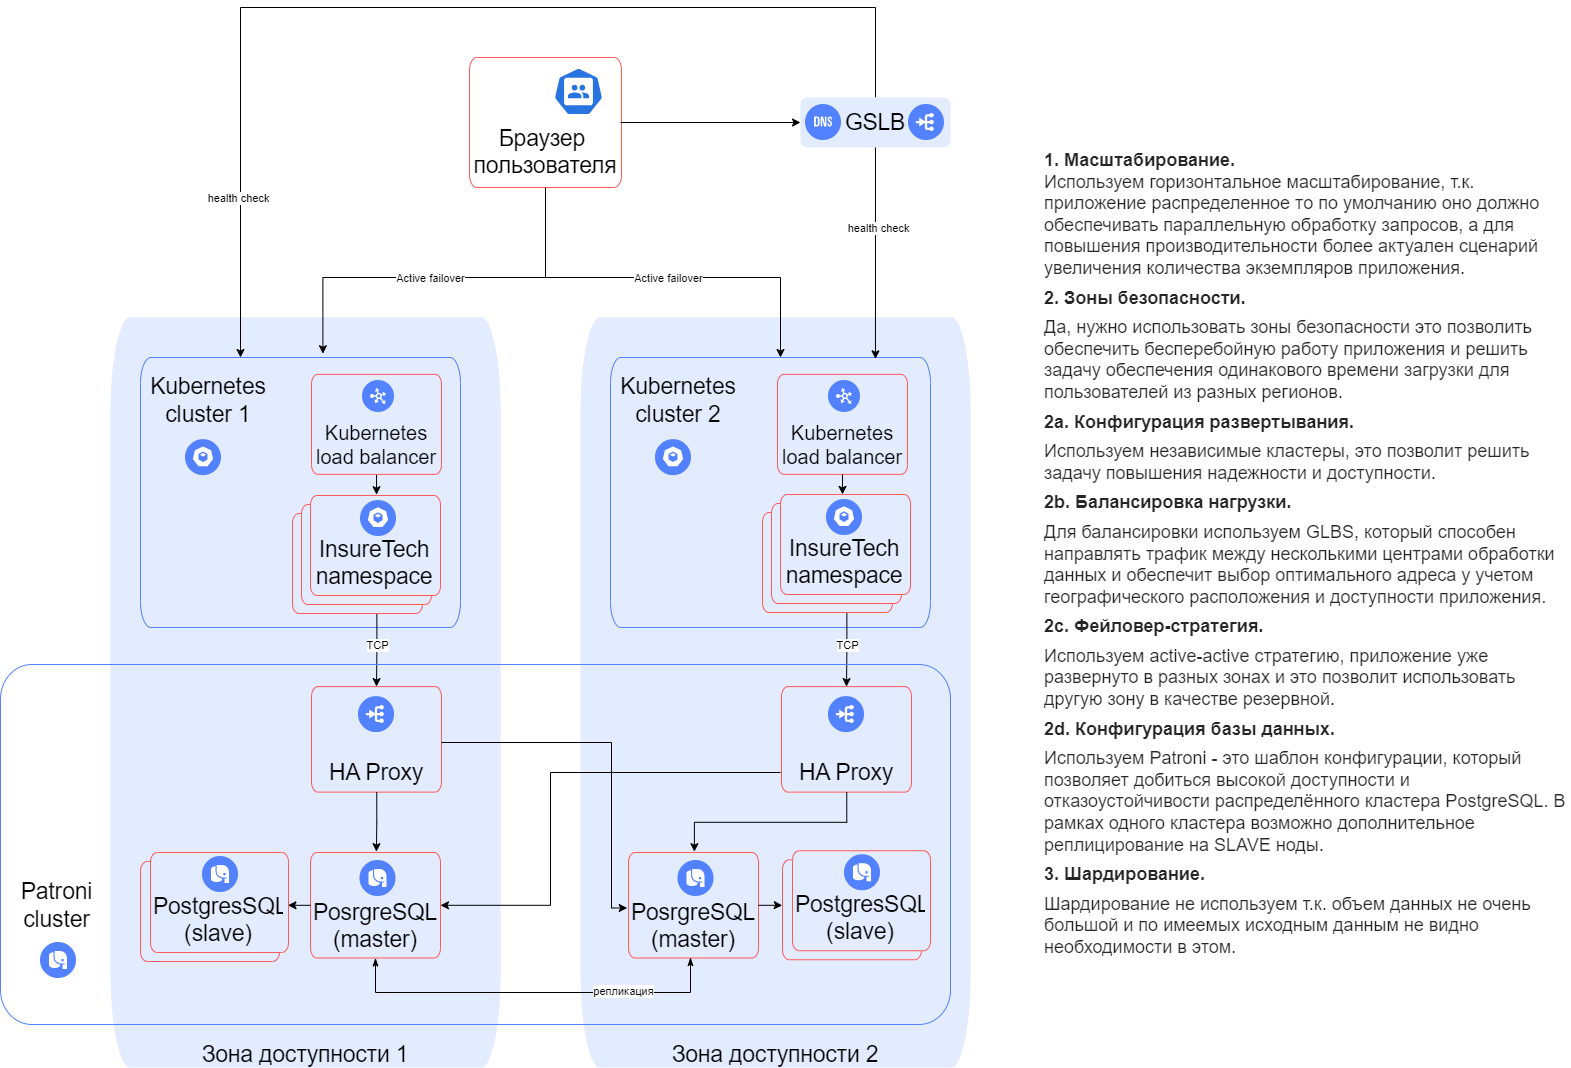 Браузер
пользователя
DNS
GSLB
health check
health check
Active failover
Active failover
Kubernetes
cluster 1
Kubernetes
load balancer
InsureTech
namespace
Kubernetes
cluster 2
Kubernetes
load balancer
InsureTech
namespace
TCP
TCP
HA Proxy
HA Proxy
Patroni
cluster
PostgresSQL
(slave)
PosrgreSQL
(master)
PosrgreSQL
(master)
PostgresSQL
(slave)
репликация
Зона доступности 1
Зона доступности 2
1. Масштабирование.
Используем горизонтальное масштабирование, т.к.
приложение распределенное то по умолчанию оно должно
обеспечивать параллельную обработку запросов, а для
повышения производительности более актуален сценарий
увеличения количества экземпляров приложения.
2. Зоны безопасности.
Да, нужно использовать зоны безопасности это позволить
обеспечить бесперебойную работу приложения и решить
задачу обеспечения одинакового времени загрузки для
пользователей из разных регионов.
2a. Конфигурация развертывания.
Используем независимые кластеры, это позволит решить
задачу повышения надежности и доступности.
2b. Балансировка нагрузки.
Для балансировки используем GLBS, который способен
направлять трафик между несколькими центрами обработки
данных и обеспечит выбор оптимального адреса у учетом
географического расположения и доступности приложения.
2c. Фейловер-стратегия.
Используем active-active стратегию, приложение уже
развернуто в разных зонах и это позволит использовать
другую зону в качестве резервной.
2d. Конфигурация базы данных.
Используем Patroni - это шаблон конфигурации, который
позволяет добиться высокой доступности и
отказоустойчивости распределённого кластера PostgreSQL. В
рамках одного кластера возможно дополнительное
реплицирование на SLAVE ноды.
3. Шардирование.
Шардирование не используем т.к. объем данных не очень
большой и по имеемых исходным данным не видно
необходимости в этом.